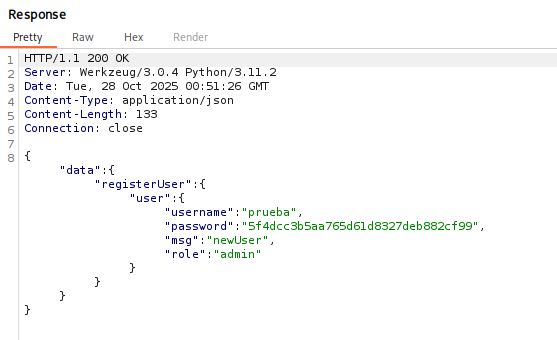 Response
Pretty Raw Hex Render
1 HTTP/1.1 200 OK
2 Server: Werkzeug/3.0.4 Python/3.11.2
3 Date: Tue, 28 Oct 2025 00:51:26 GMT
4 Content-Type: application/json
5 Content-Length: 133
6 Connection: close
7
8 {
"data":{
"registerUser":{
"user":{
"username":"prueba",
"password":"5f4dcc3b5aa765d61d8327deb882cf99",
"msg":"newUser",
"role":"admin"
}
}
}
}